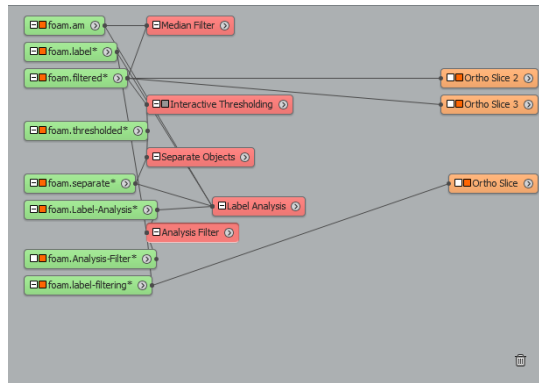 foam.am
Median Filter
foam.label*
foam.filtered*
Ortho Slice 2
Interactive Thresholding
Ortho Slice 3
foam.thresholded*
Separate Objects
foam.separate*
Ortho Slice
foam.Label-Analysis*
Label Analysis
Analysis Filter
foam.Analysis-Filter*
foam.label-filtering*